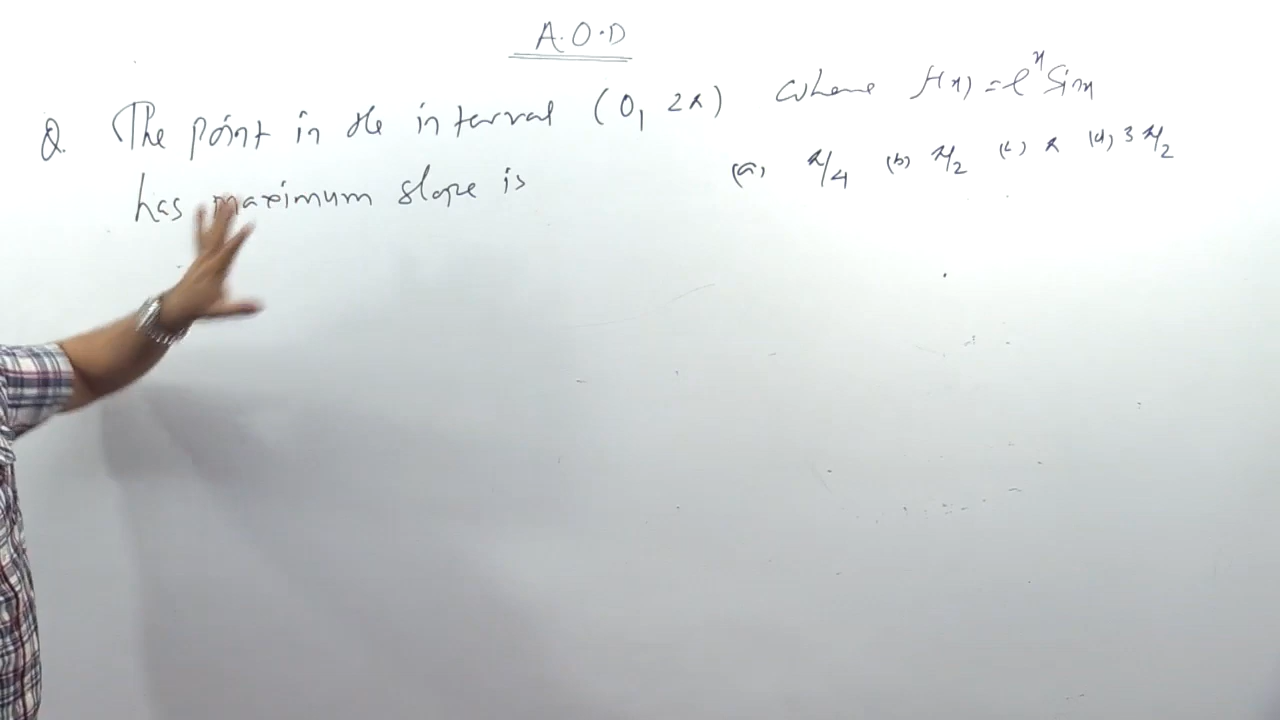 A.O.D
Q. The point in the interval (0, 2π) where f(x) = e^x Sinx
has maximum slope is
(a) π/4 (b) π/2 (c) π (d) 3π/2